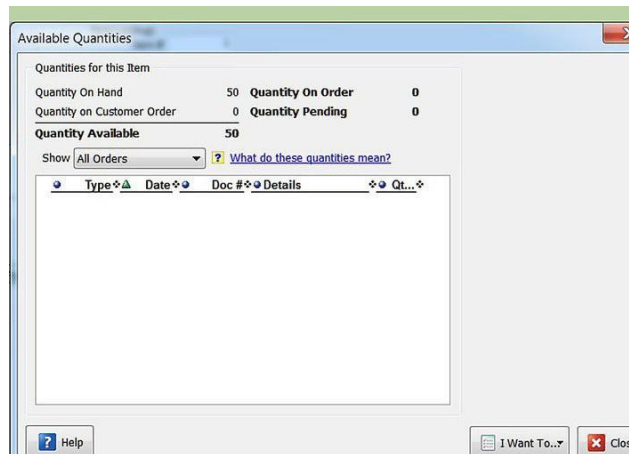 Available Quantities
Quantities for this Item
Quantity On Hand 50 Quantity On Order 0
Quantity on Customer Order 0 Quantity Pending 0
Quantity Available 50
Show All Orders ? What do these quantities mean?
Type Date Doc # Details Qt...
? Help I Want To.. Clos